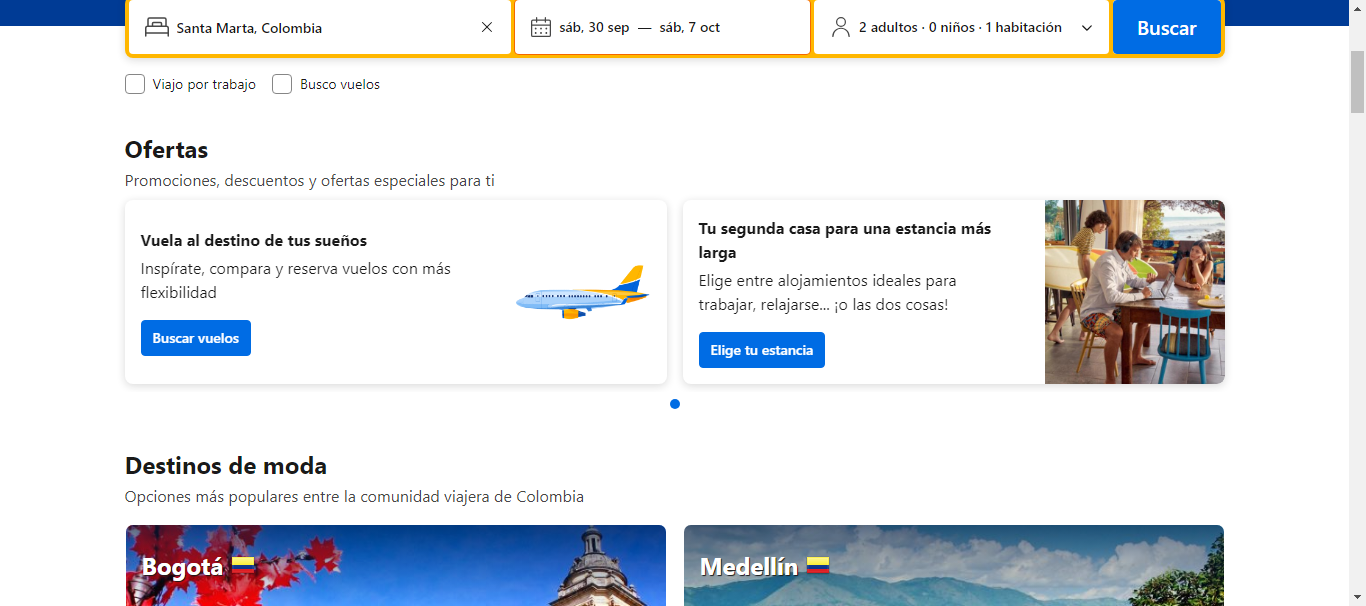 Santa Marta, Colombia
sáb, 30 sep — sáb, 7 oct
2 adultos · 0 niños · 1 habitación
Buscar
Viajo por trabajo
Busco vuelos
Ofertas
Promociones, descuentos y ofertas especiales para ti
Vuela al destino de tus sueños
Inspírate, compara y reserva vuelos con más
flexibilidad
Buscar vuelos
Tu segunda casa para una estancia más
larga
Elige entre alojamientos ideales para
trabajar, relajarse... ¡o las dos cosas!
Elige tu estancia
Destinos de moda
Opciones más populares entre la comunidad viajera de Colombia
Bogotá
Medellín